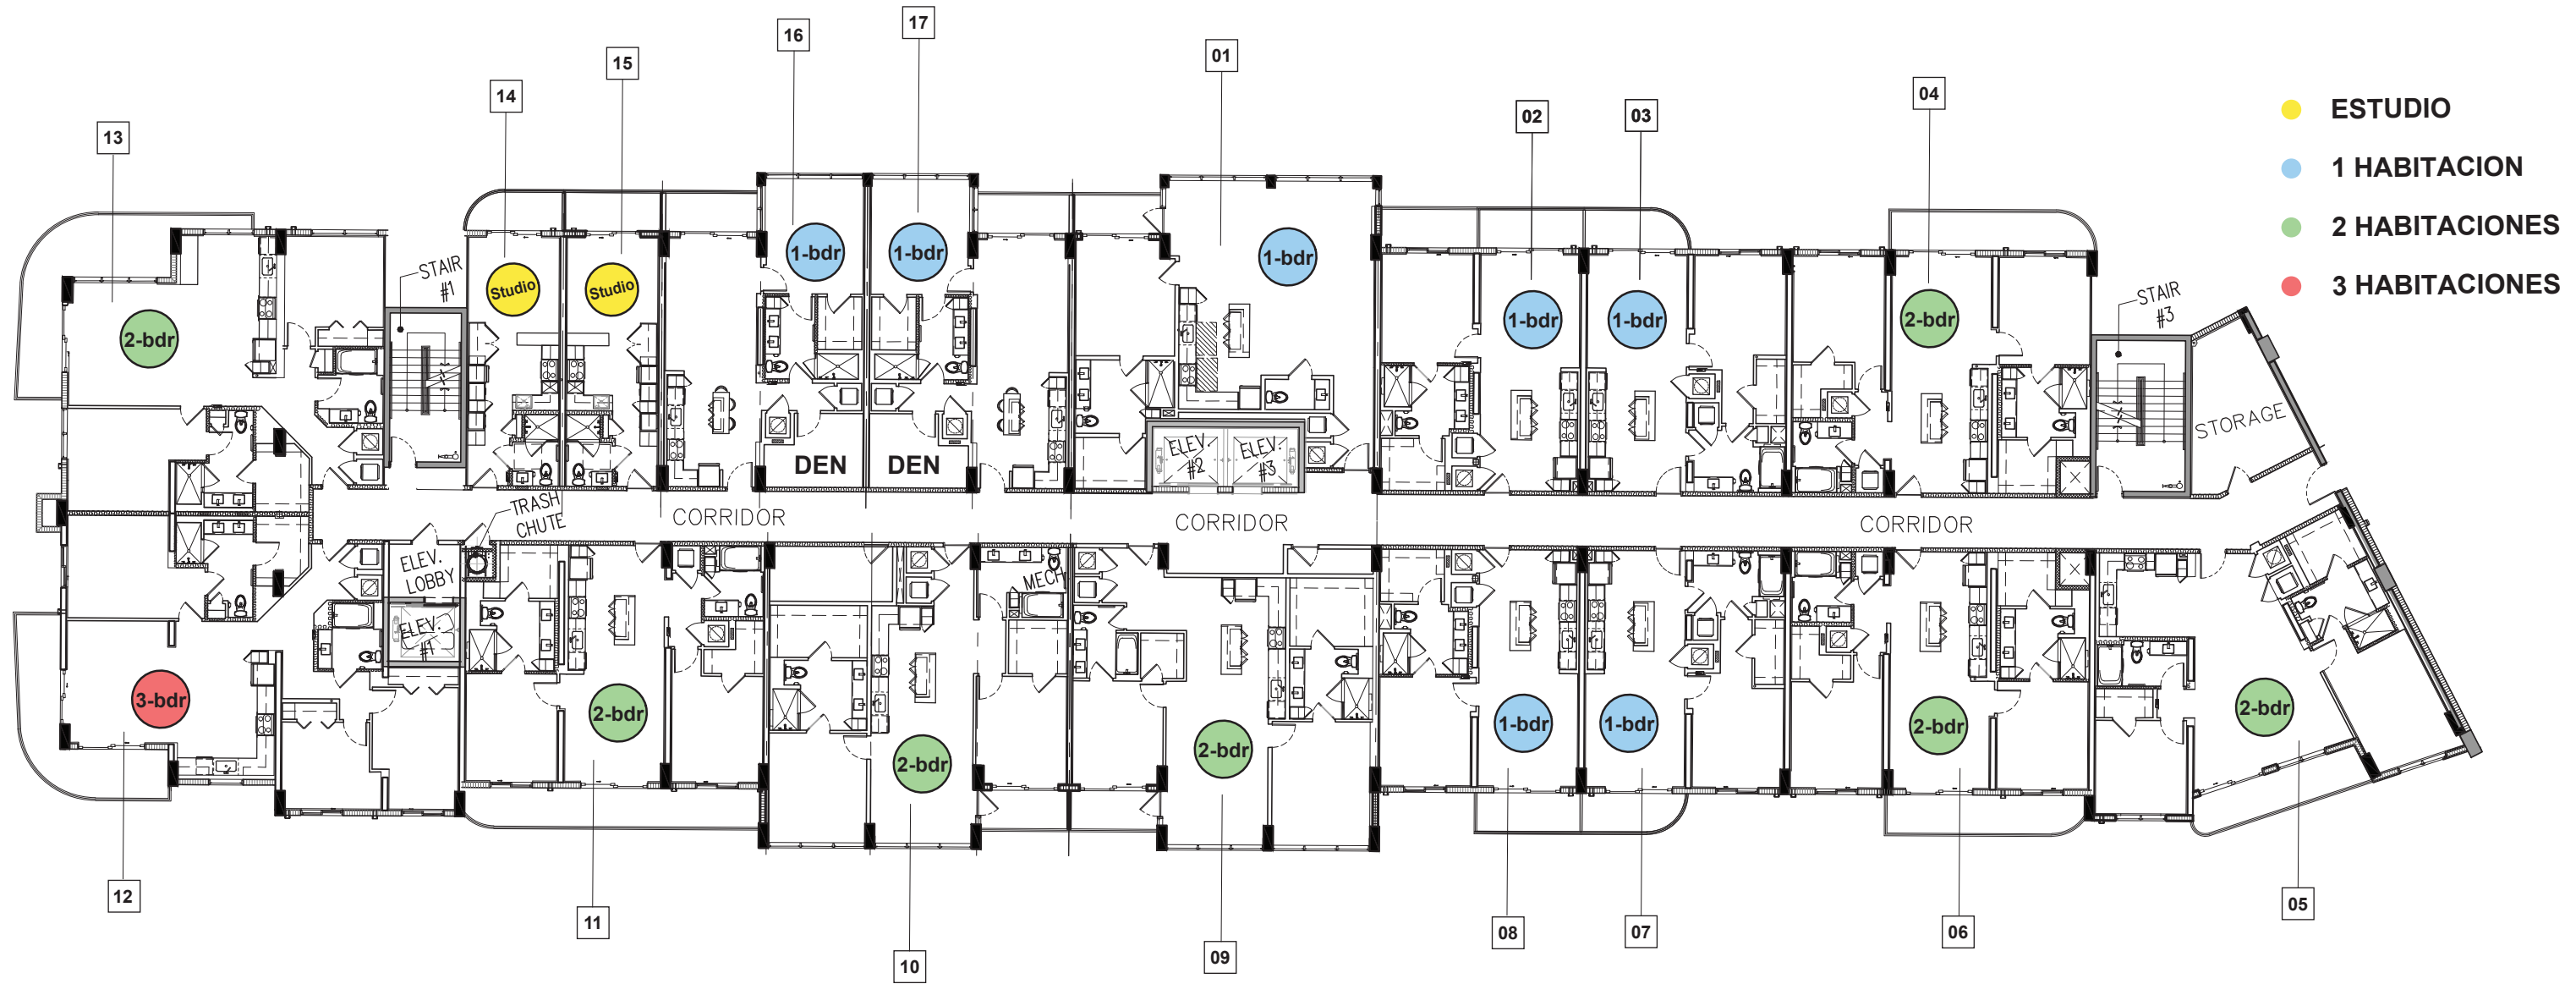 17
16
01
15
14
04
02
03
13
ESTUDIO
1 HABITACION
2 HABITACIONES
3 HABITACIONES
1-bdr
1-bdr
1-bdr
STAIR
#1
Studio
Studio
STAIR
#3
2-bdr
1-bdr
1-bdr
2-bdr
STORAGE
ELEV.
#2
ELEV.
#3
DEN
DEN
TRASH
CHUTE
CORRIDOR
CORRIDOR
CORRIDOR
ELEV.
LOBBY
MECH
ELEV.
#1
3-bdr
2-bdr
2-bdr
2-bdr
1-bdr
1-bdr
2-bdr
2-bdr
12
11
10
09
08
07
06
05